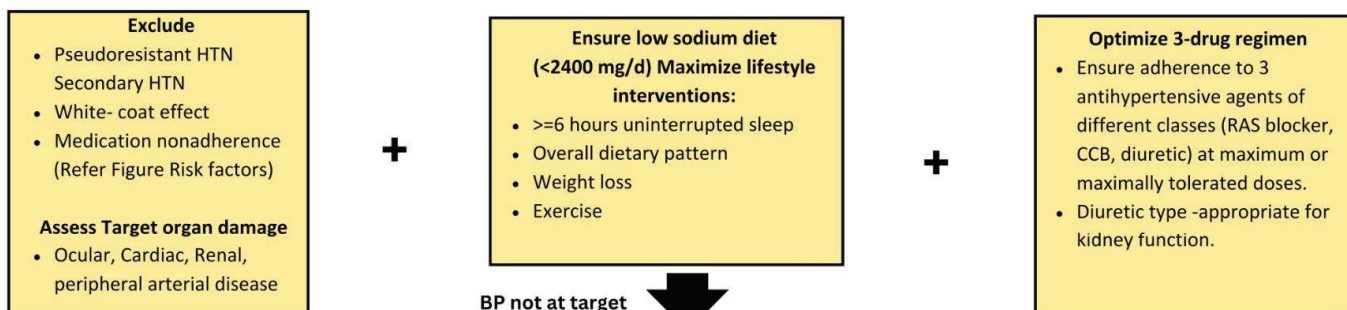 Exclude
• Pseudoresistant HTN
Secondary HTN
• White- coat effect
• Medication nonadherence
(Refer Figure Risk factors)
Assess Target organ damage
• Ocular, Cardiac, Renal,
peripheral arterial disease
+
Ensure low sodium diet
(<2400 mg/d) Maximize lifestyle
interventions:
• >=6 hours uninterrupted sleep
• Overall dietary pattern
• Weight loss
• Exercise
+
Optimize 3-drug regimen
• Ensure adherence to 3
antihypertensive agents of
different classes (RAS blocker,
CCB, diuretic) at maximum or
maximally tolerated doses.
• Diuretic type -appropriate for
kidney function.
BP not at target